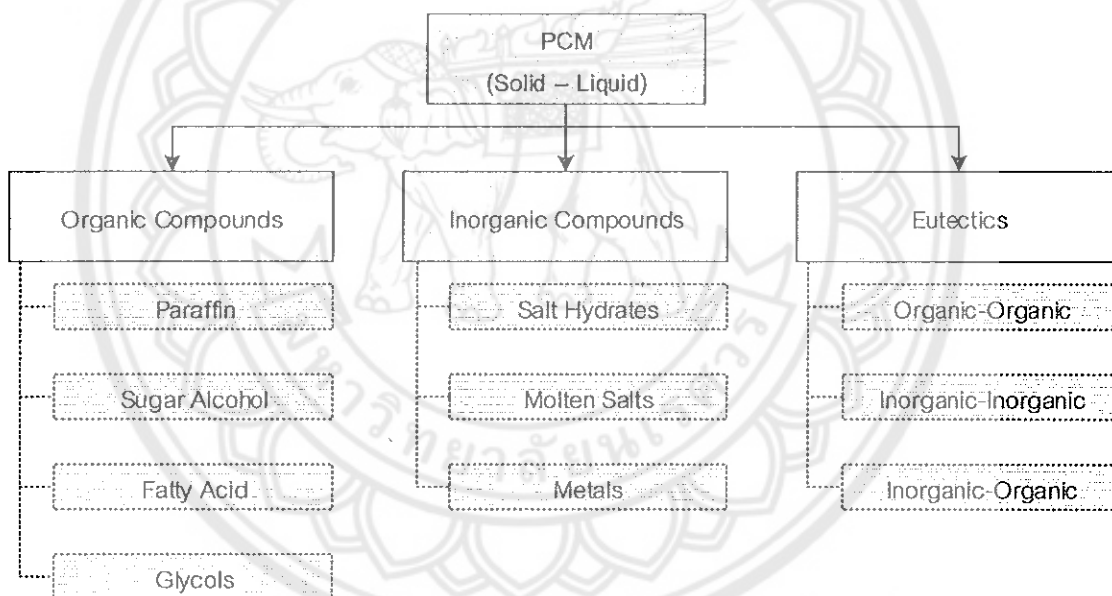 PCM
(Solid – Liquid)
Organic Compounds
Inorganic Compounds
Eutectics
Paraffin
Salt Hydrates
Organic-Organic
Sugar Alcohol
Molten Salts
Inorganic-Inorganic
Fatty Acid
Metals
Inorganic-Organic
Glycols